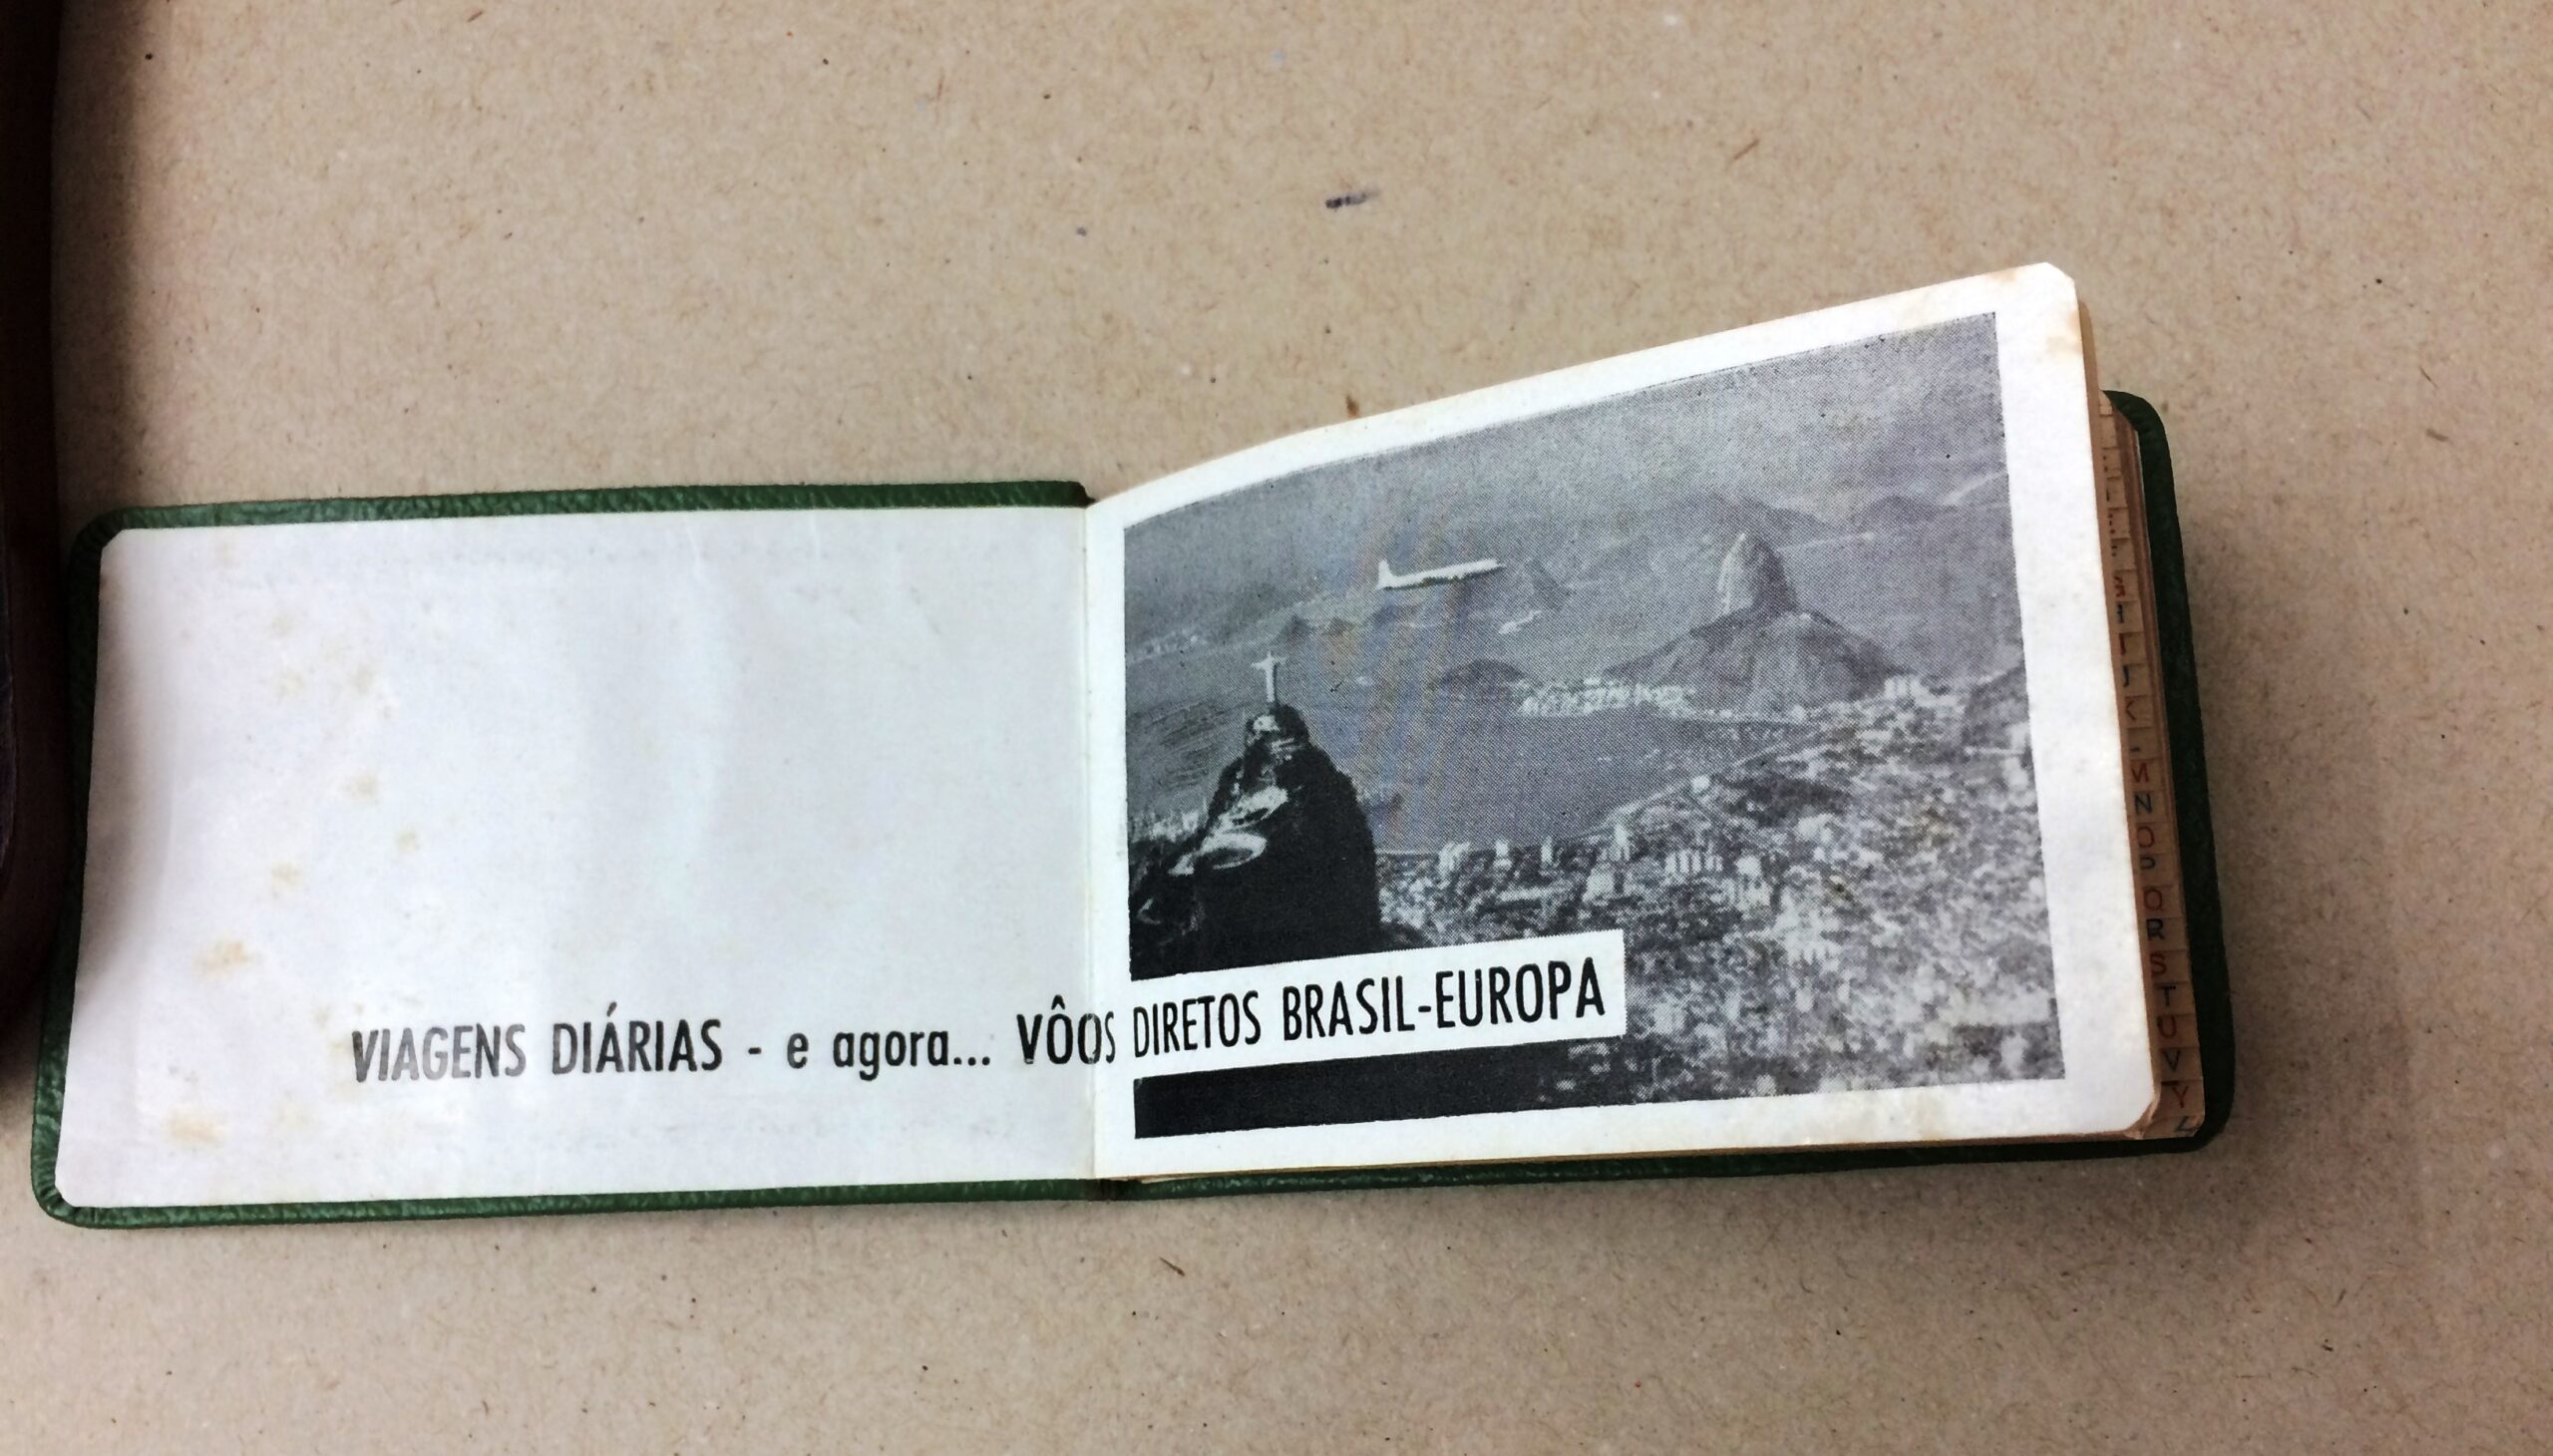 VIAGENS DIÁRIAS - e agora... VÔOS DIRETOS BRASIL-EUROPA
K
M
N
O
P
Q
R
S
T
U
V
Y
Z